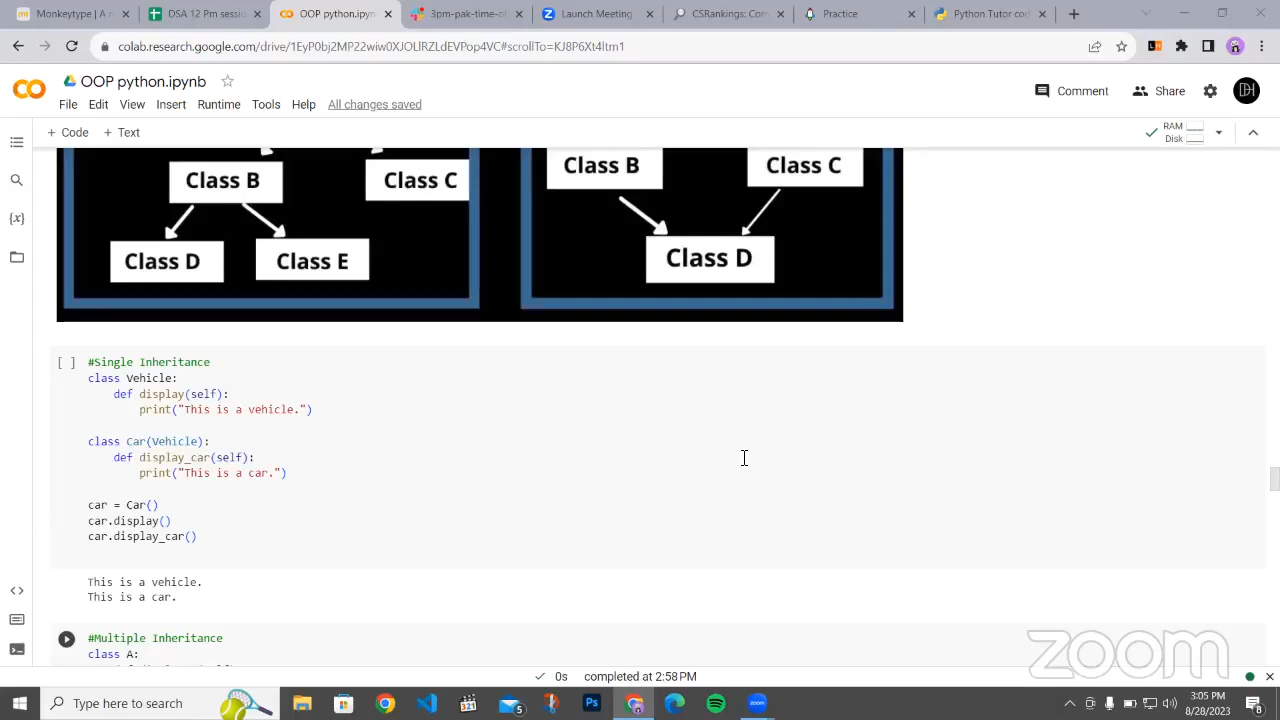 Monkeytype | A
DSA 12 Pm sessi
OOP python.ipyn
3pm-pak-time-ol
Launch Meeting
CSRankings: Com
Practice
Python Tutor cod
colab.research.google.com/drive/1EyP0bj2MP22wiw0XJOLlRZLdEVPop4VC#scrollTo=KJ8P6Xt4ltm1
OOP python.ipynb
File Edit View Insert Runtime Tools Help All changes saved
Comment Share DH
+ Code + Text
RAM
Disk
Class B Class C
Class D Class E
Class B Class C
Class D
[ ] #Single Inheritance
class Vehicle:
def display(self):
print("This is a vehicle.")
class Car(Vehicle):
def display_car(self):
print("This is a car.")
car = Car()
car.display()
car.display_car()
This is a vehicle.
This is a car.
#Multiple Inheritance
class A:
zoom
0s completed at 2:58 PM
Type here to search
3:05 PM
8/28/2023